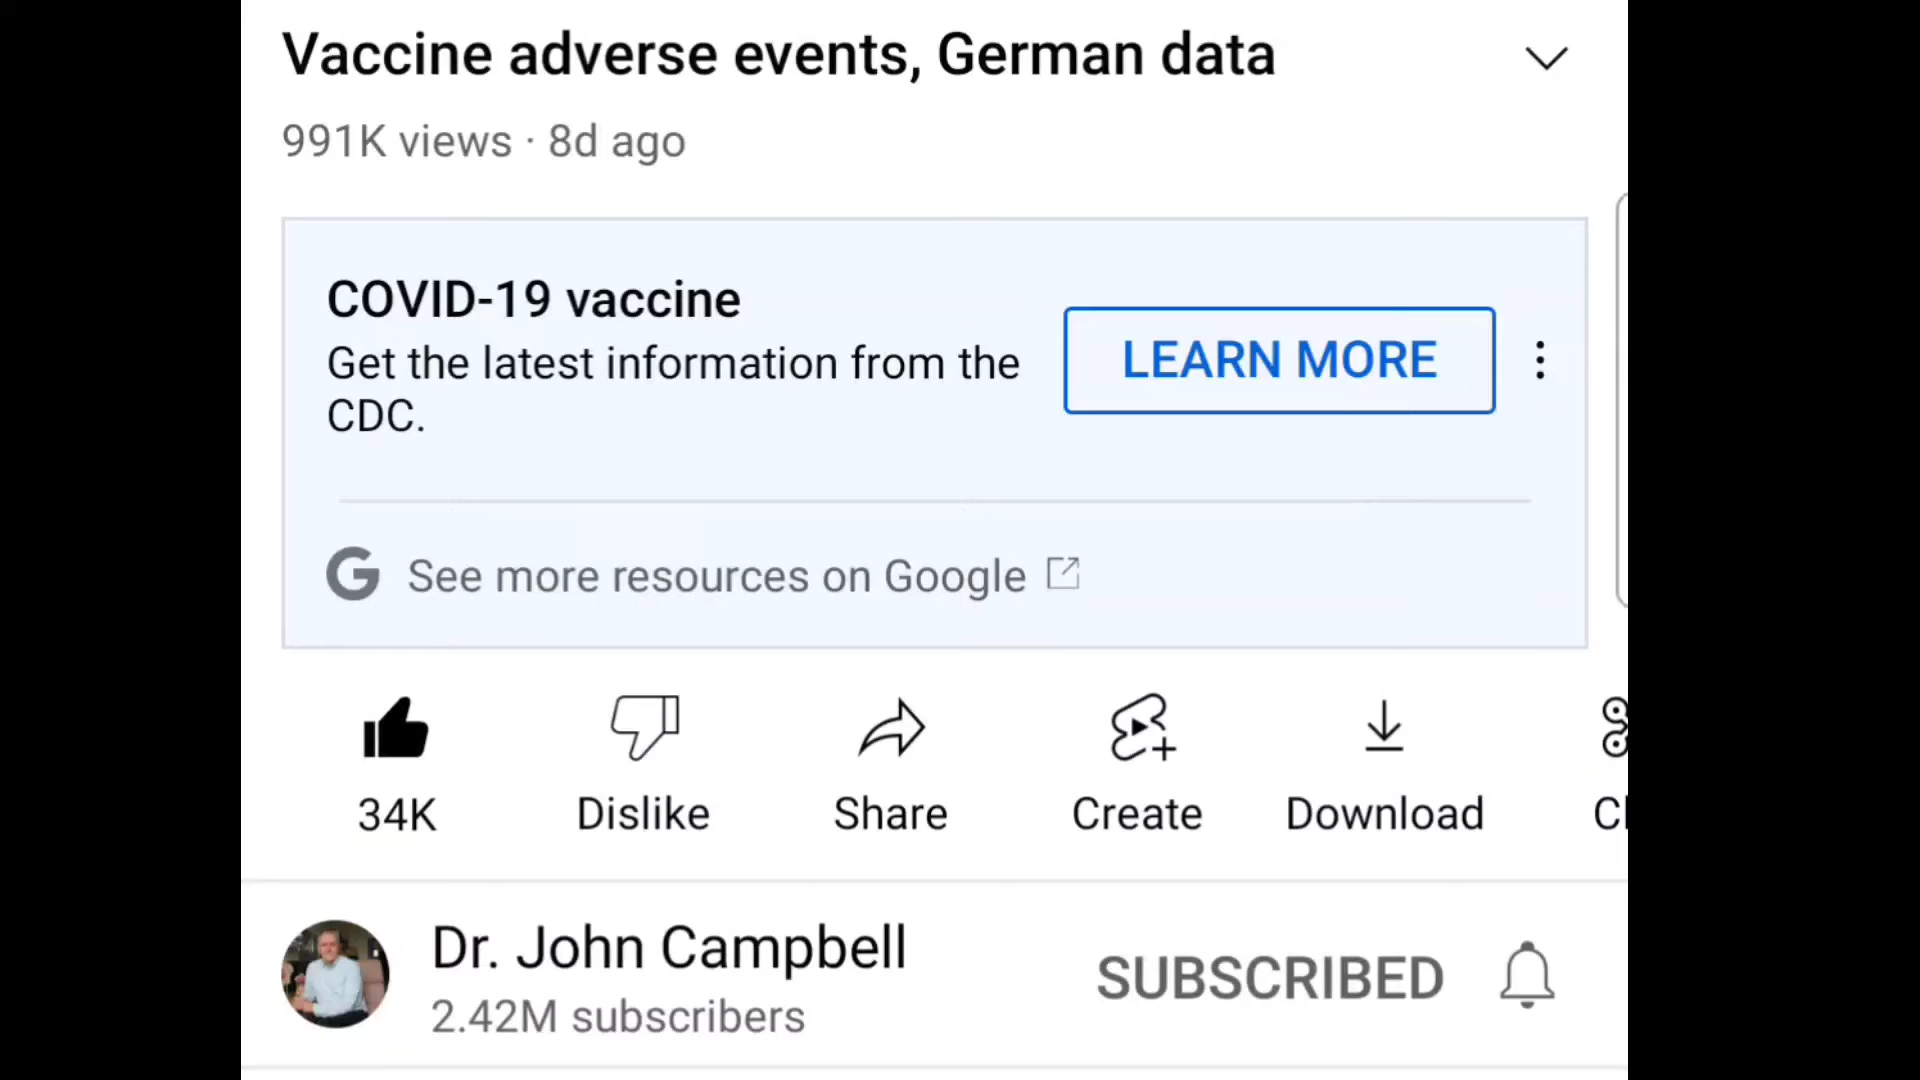 Vaccine adverse events, German data
991K views · 8d ago
COVID-19 vaccine
Get the latest information from the
CDC.
LEARN MORE
See more resources on Google
34K
Dislike
Share
Create
Download
Dr. John Campbell
2.42M subscribers
SUBSCRIBED